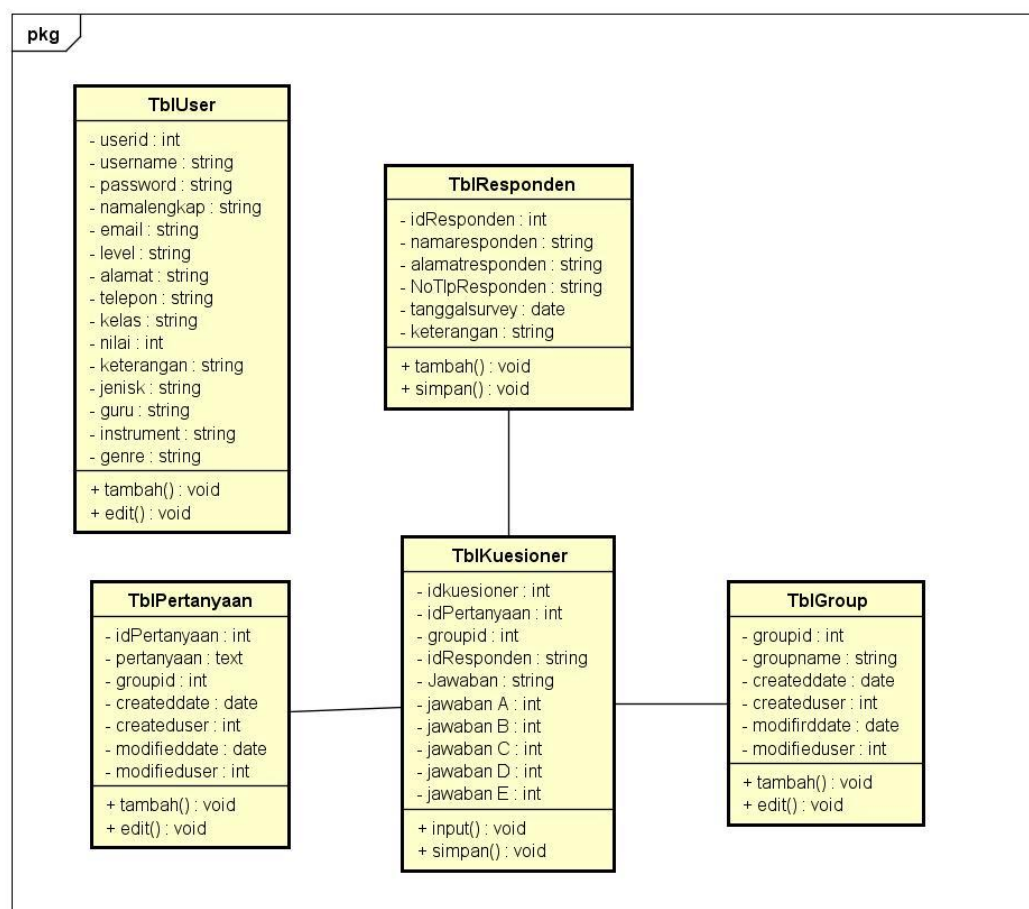 pkg
TblUser
- userid : int
- username : string
- password : string
- namalengkap : string
- email : string
- level : string
- alamat : string
- telepon : string
- kelas : string
- nilai : int
- keterangan : string
- jenisk : string
- guru : string
- instrument : string
- genre : string
+ tambah() : void
+ edit() : void
TblResponden
- idResponden : int
- namaresponden : string
- alamatresponden : string
- NoTlpResponden : string
- tanggalsurvey : date
- keterangan : string
+ tambah() : void
+ simpan() : void
TblPertanyaan
- idPertanyaan : int
- pertanyaan : text
- groupid : int
- createddate : date
- createduser : int
- modifieddate : date
- modifieduser : int
+ tambah() : void
+ edit() : void
TblKuesioner
- idkuesioner : int
- idPertanyaan : int
- groupid : int
- idResponden : string
- Jawaban : string
- jawaban A : int
- jawaban B : int
- jawaban C : int
- jawaban D : int
- jawaban E : int
+ input() : void
+ simpan() : void
TblGroup
- groupid : int
- groupname : string
- createddate : date
- createduser : int
- modifirddate : date
- modifieduser : int
+ tambah() : void
+ edit() : void